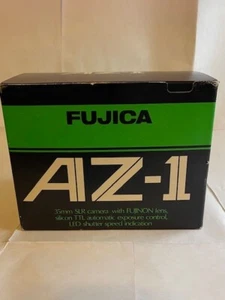 FUJICA
AZ-1
35mm SLR camera with FUJINON lens,
silicon TTL automatic exposure control,
LED shutter speed indication.